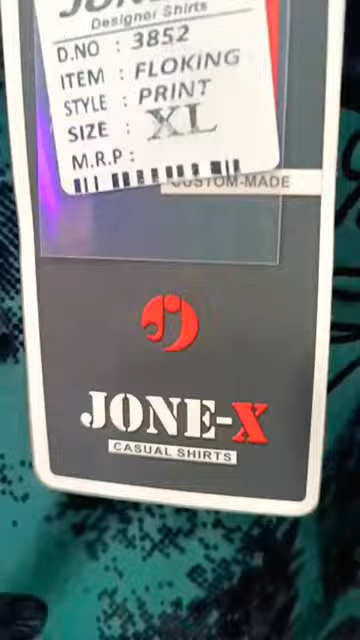 Designer Shirts
D.NO : 3852
ITEM : FLOKING
STYLE : PRINT
SIZE : XL
M.R.P :
CUSTOM-MADE
JONE-X
CASUAL SHIRTS